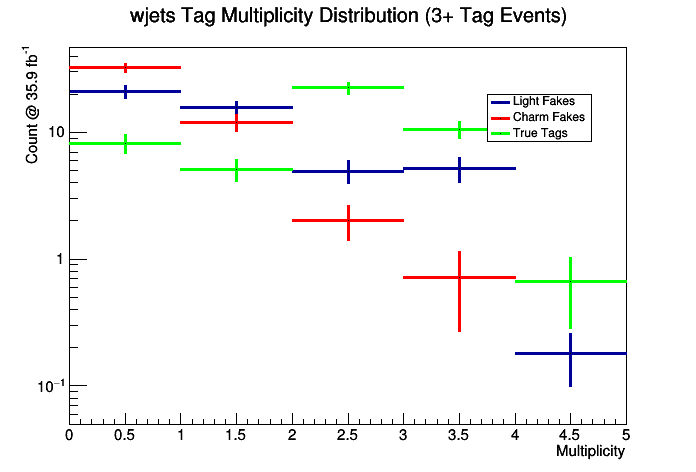 wjets Tag Multiplicity Distribution (3+ Tag Events)
Count @ 35.9 fb⁻¹
Light Fakes
Charm Fakes
True Tags
10
1
10⁻¹
0 0.5 1 1.5 2 2.5 3 3.5 4 4.5 5
Multiplicity